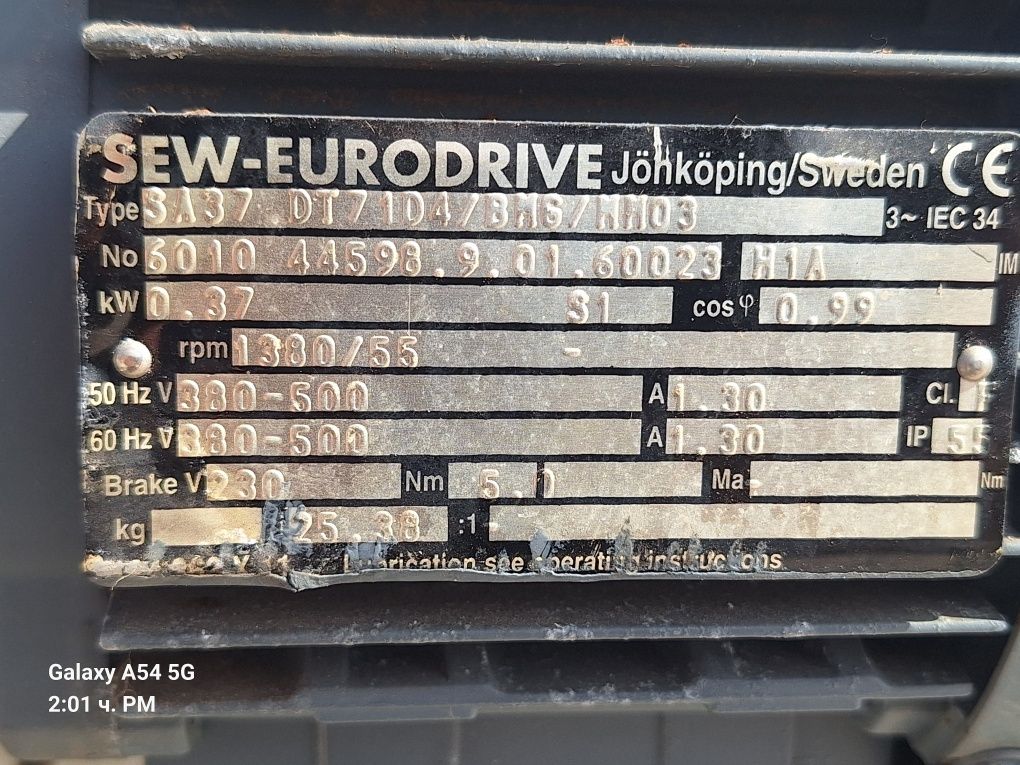 SEW-EURODRIVE Jönköping/Sweden CE
Type SA37 DT71D4/BMG/MM03 3~ IEC 34
No 6010 44598.9.01.60023 M1A IM
kW 0.37 S1 cos φ 0.99
rpm 1380/55 -
50 Hz V 380-500 A 1.30 Cl. F
60 Hz V 380-500 A 1.30 IP 55
Brake V 230 Nm 5.0 Ma - Nm
kg 25.38 :1 -
Lubrication see operating instructions
Galaxy A54 5G
2:01 ч. PM